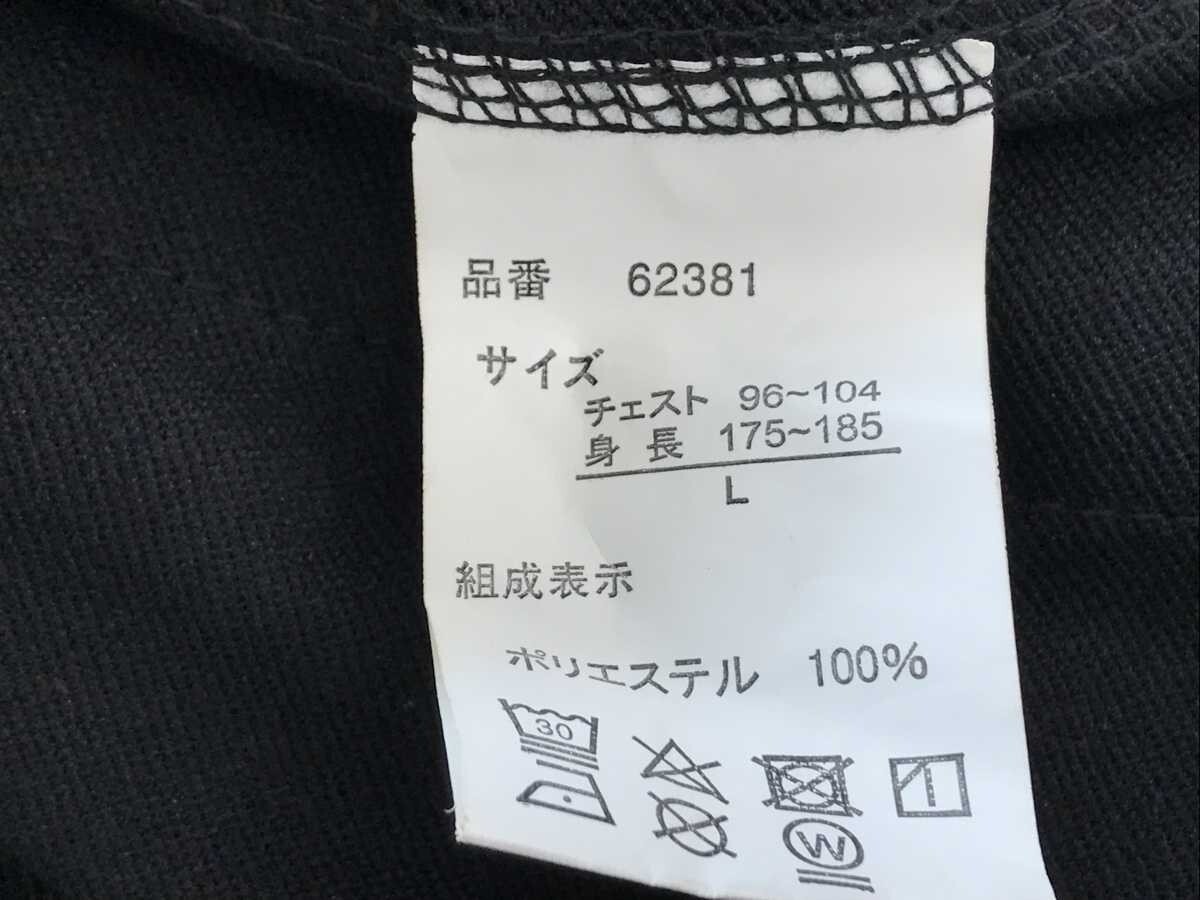 品番 62381
サイズ
チェスト 96~104
身長 175~185
L
組成表示
ポリエステル 100%
30
W